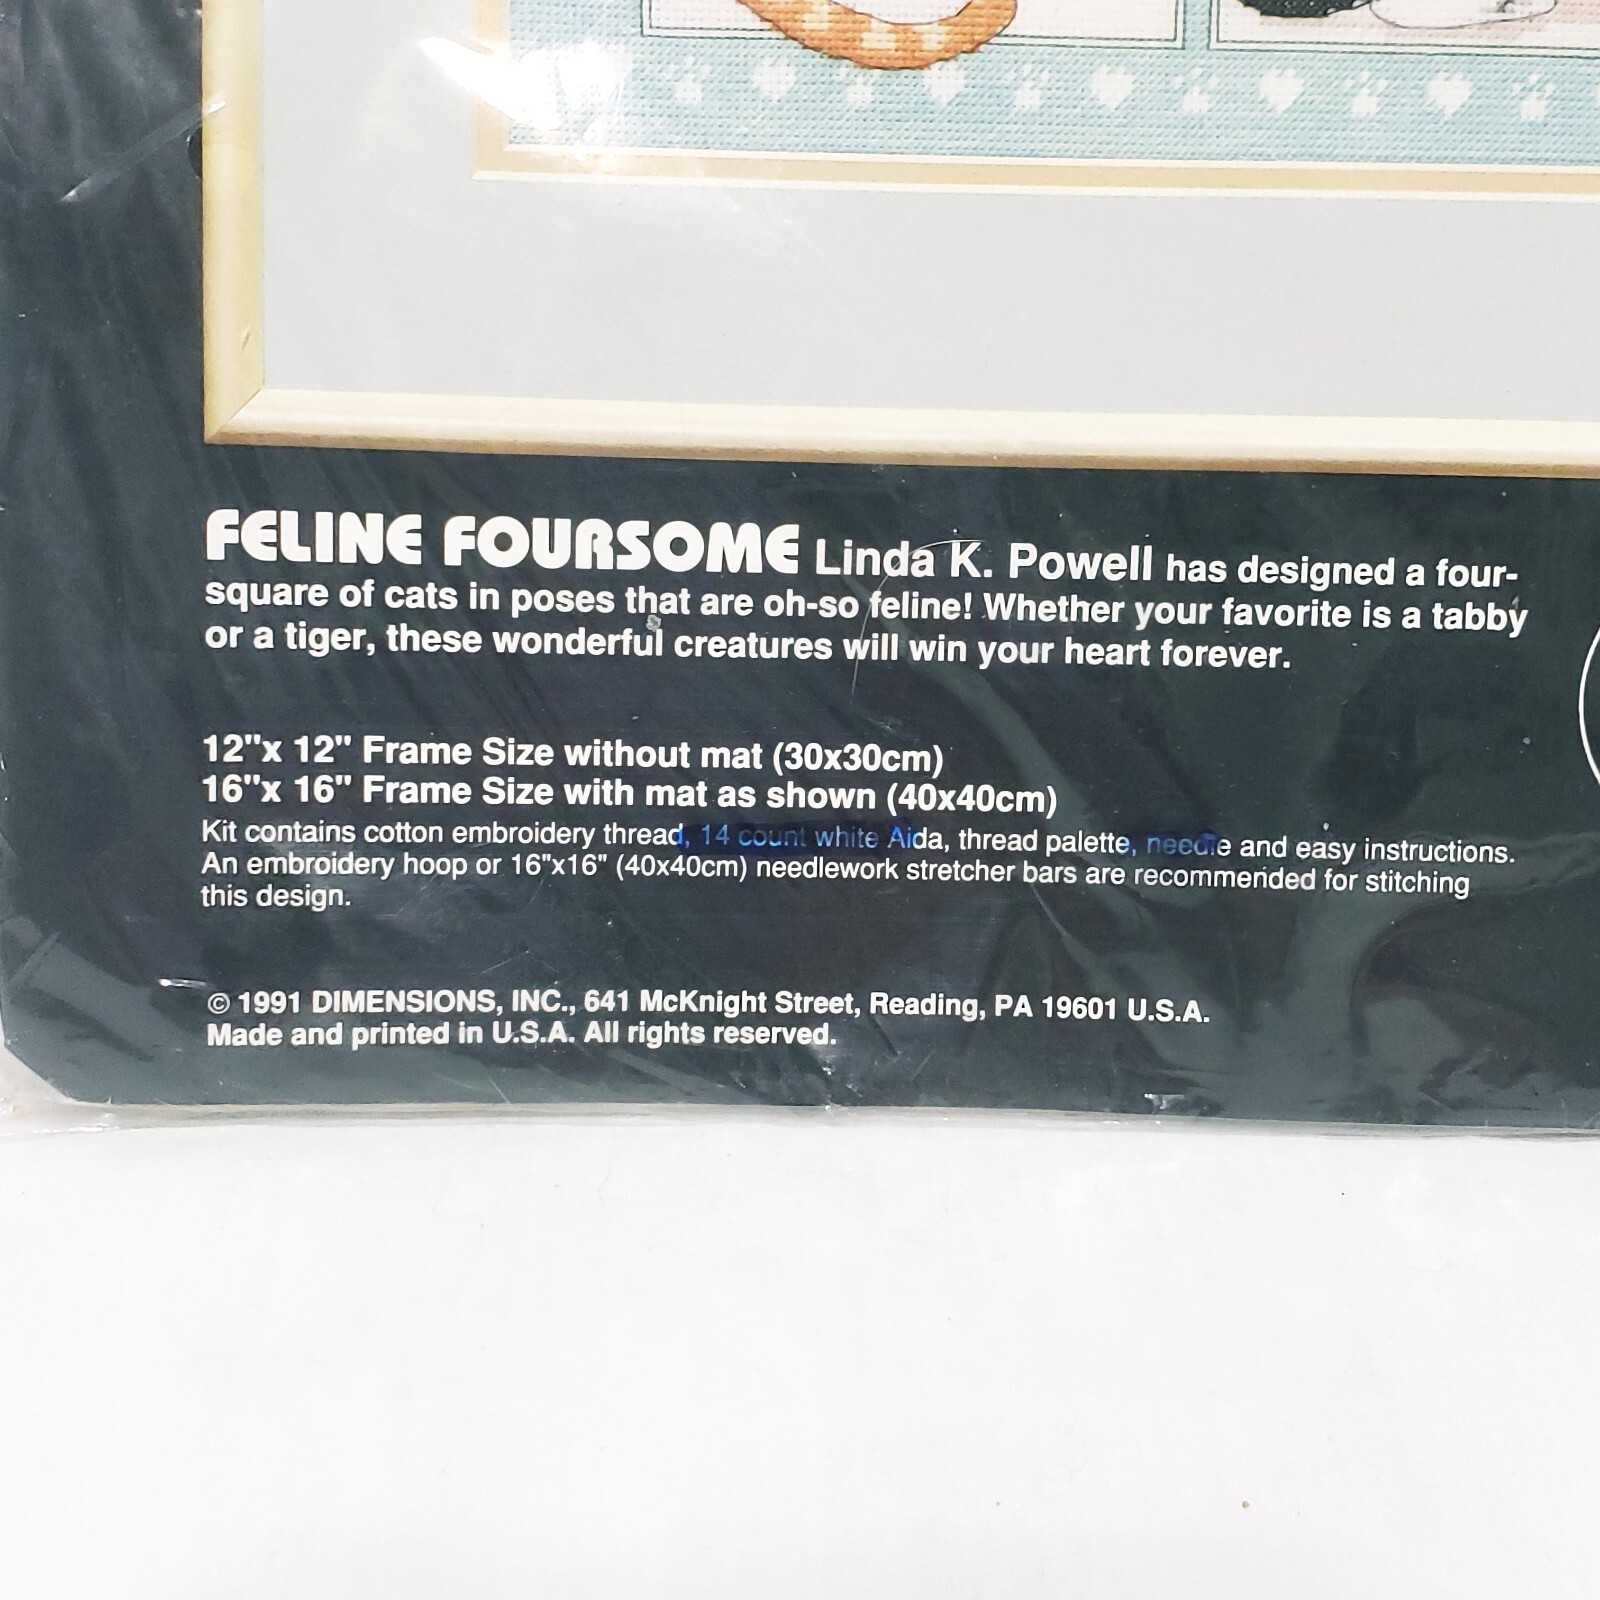 FELINE FOURSOME Linda K. Powell has designed a four-
square of cats in poses that are oh-so feline! Whether your favorite is a tabby
or a tiger, these wonderful creatures will win your heart forever.
12"x 12" Frame Size without mat (30x30cm)
16"x 16" Frame Size with mat as shown (40x40cm)
Kit contains cotton embroidery thread, 14 count white Aida, thread palette, needle and easy instructions.
An embroidery hoop or 16"x16" (40x40cm) needlework stretcher bars are recommended for stitching
this design.
© 1991 DIMENSIONS, INC., 641 McKnight Street, Reading, PA 19601 U.S.A.
Made and printed in U.S.A. All rights reserved.